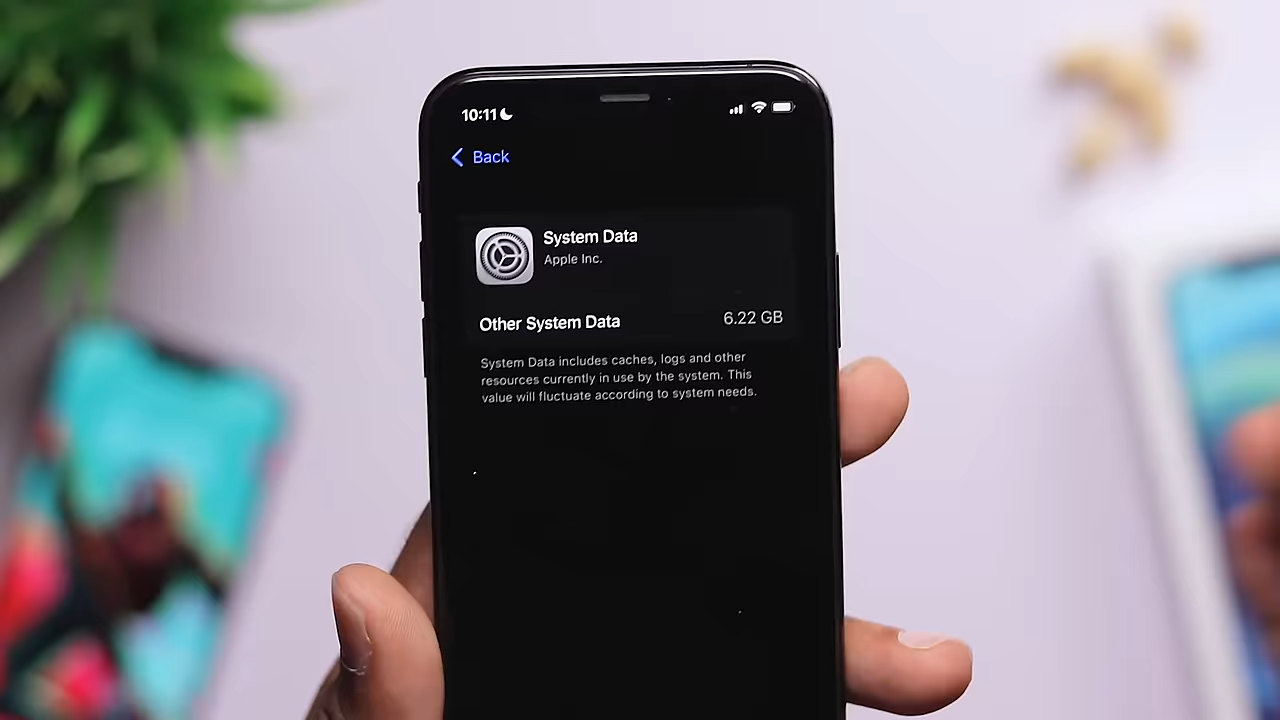 10:11
Back
System Data
Apple Inc.
Other System Data 6.22 GB
System Data includes caches, logs and other
resources currently in use by the system. This
value will fluctuate according to system needs.